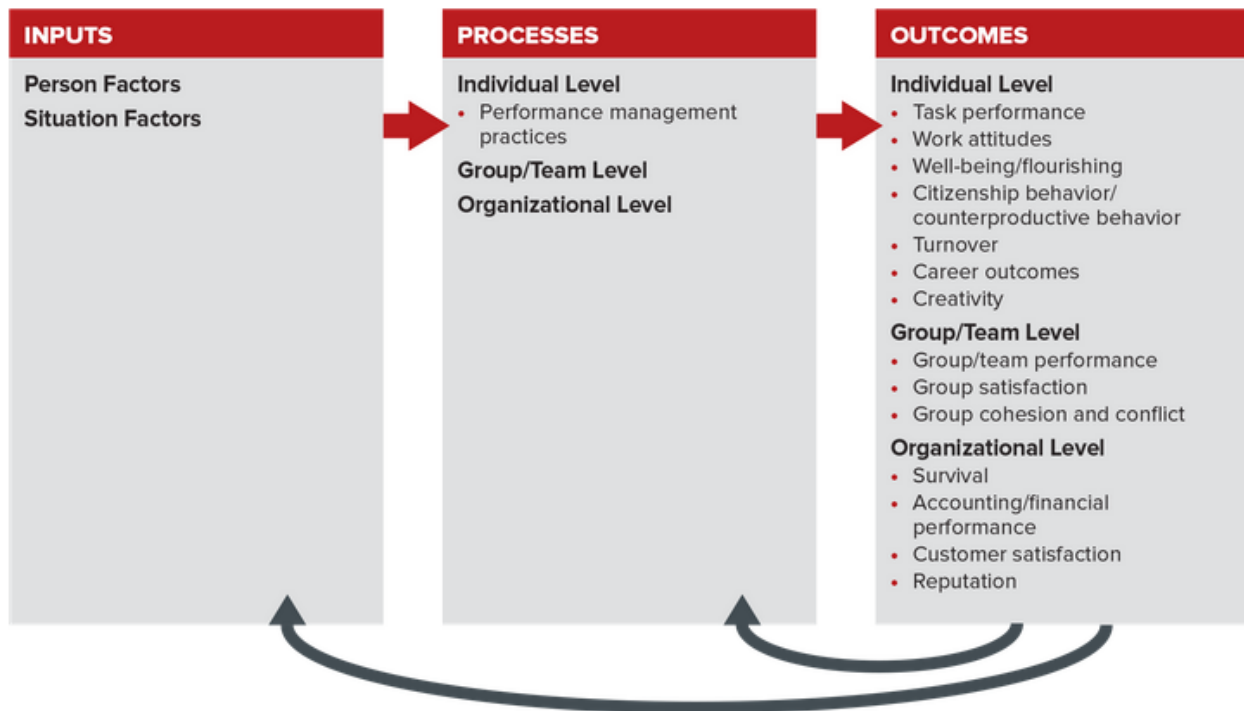 INPUTS
Person Factors
Situation Factors
PROCESSES
Individual Level
• Performance management
practices
Group/Team Level
Organizational Level
OUTCOMES
Individual Level
• Task performance
• Work attitudes
• Well-being/flourishing
• Citizenship behavior/
counterproductive behavior
• Turnover
• Career outcomes
• Creativity
Group/Team Level
• Group/team performance
• Group satisfaction
• Group cohesion and conflict
Organizational Level
• Survival
• Accounting/financial
performance
• Customer satisfaction
• Reputation